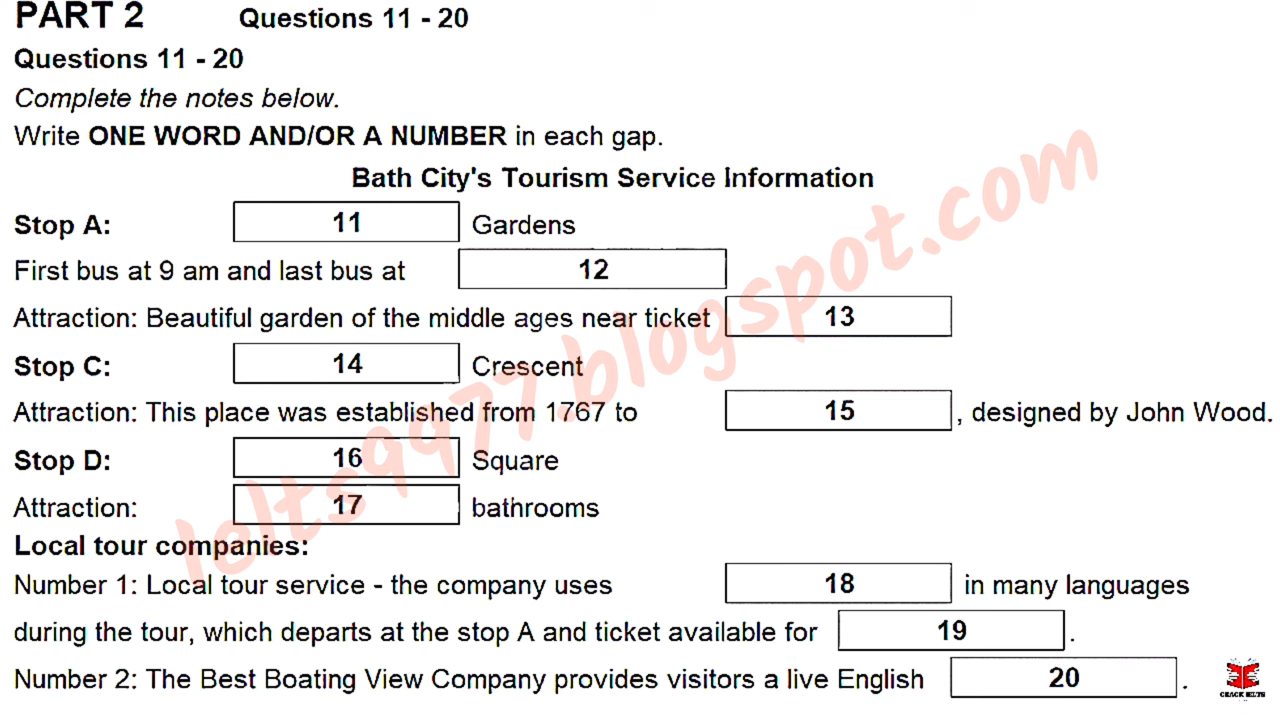 PART 2 Questions 11 - 20
Questions 11 - 20
Complete the notes below.
Write ONE WORD AND/OR A NUMBER in each gap.
Bath City's Tourism Service Information
Stop A: 11 Gardens
First bus at 9 am and last bus at 12
Attraction: Beautiful garden of the middle ages near ticket 13
Stop C: 14 Crescent
Attraction: This place was established from 1767 to 15 , designed by John Wood.
Stop D: 16 Square
Attraction: 17 bathrooms
Local tour companies:
Number 1: Local tour service - the company uses 18 in many languages
during the tour, which departs at the stop A and ticket available for 19 .
Number 2: The Best Boating View Company provides visitors a live English 20 .
Ielts9977.blogspot.com
CRACK IELTS